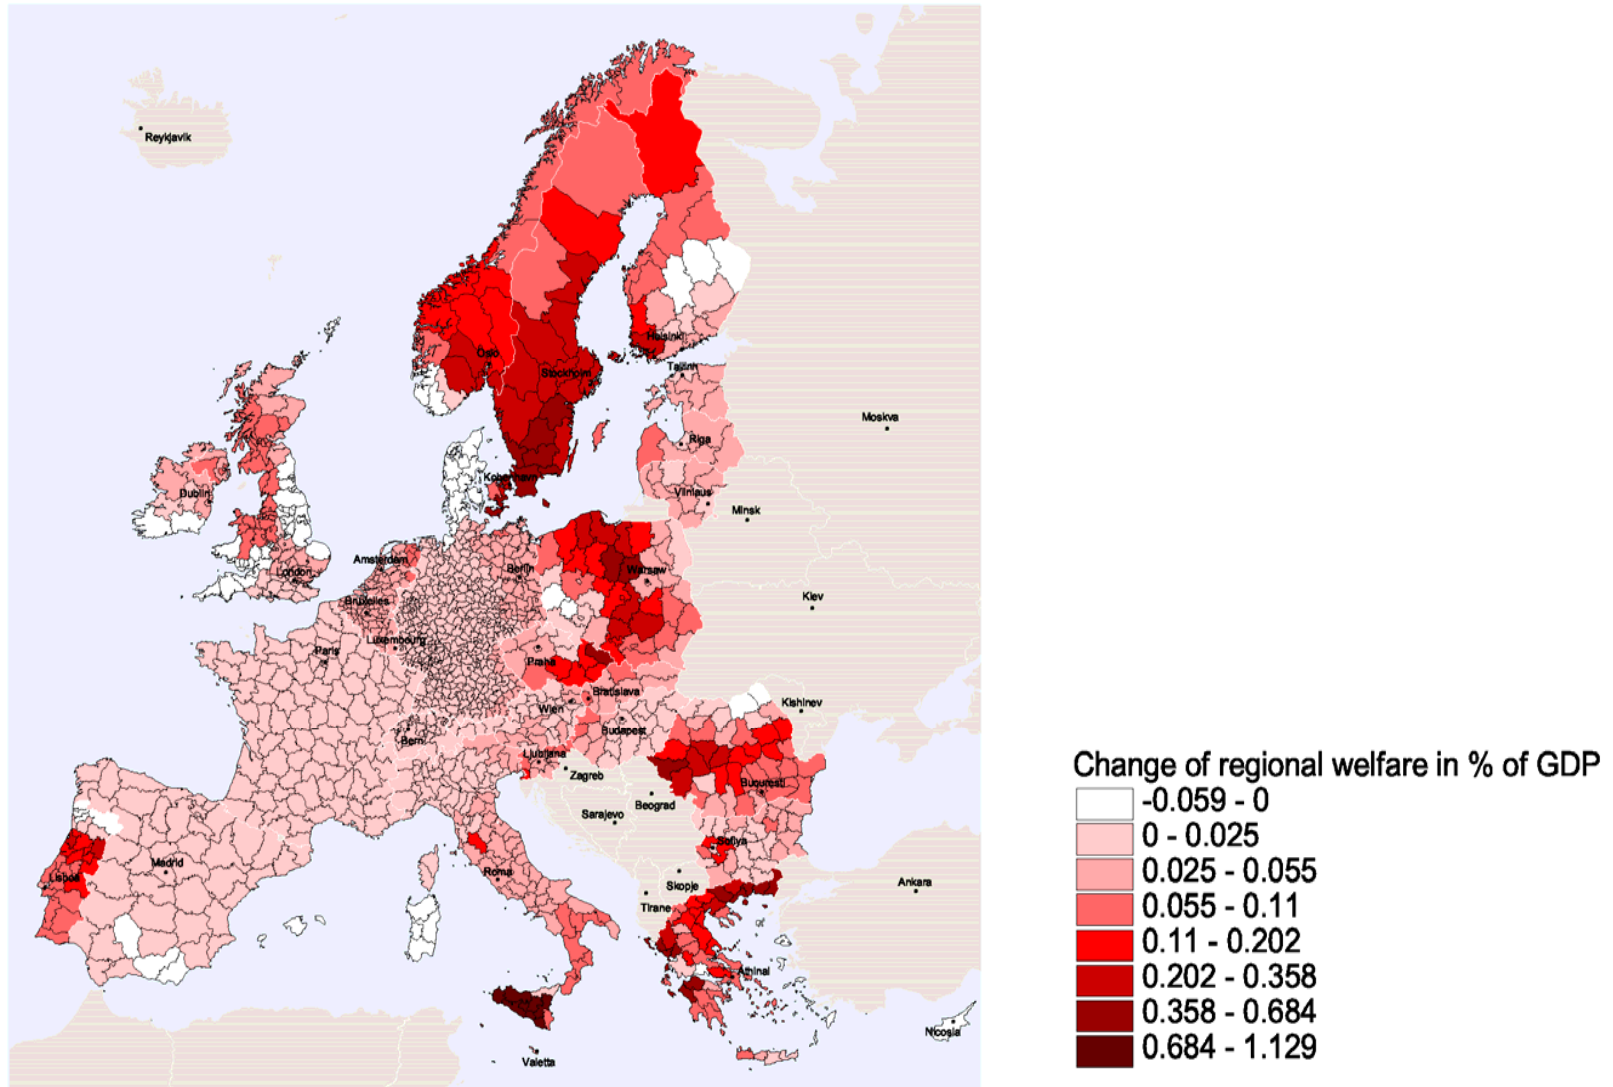 Reykjavik
Oslo
Stockholm
Helsinki
Tallinn
Moskva
Riga
Dublin
Kobenhavn
Vilniaus
Minsk
Amsterdam
London
Berlin
Warsaw
Kiev
Bruxelles
Luxembourg
Paris
Praha
Bratislava
Wien
Kishinev
Budapest
Bern
Ljubljana
Zagreb
Bucuresti
Beograd
Sarajevo
Sofiya
Madrid
Lisboa
Roma
Skopje
Ankara
Tirane
Athinai
Nicosia
Valetta
Change of regional welfare in % of GDP
-0.059 - 0
0 - 0.025
0.025 - 0.055
0.055 - 0.11
0.11 - 0.202
0.202 - 0.358
0.358 - 0.684
0.684 - 1.129